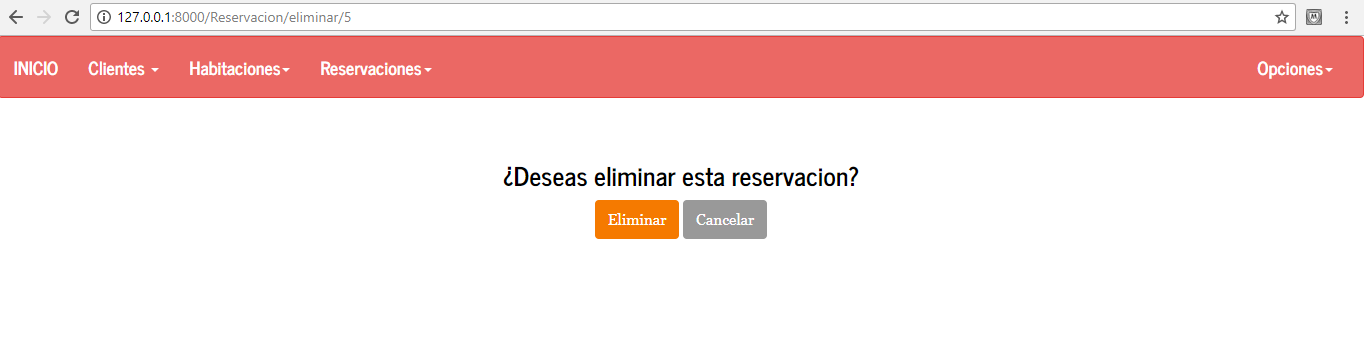 127.0.0.1:8000/Reservacion/eliminar/5
INICIO Clientes Habitaciones Reservaciones Opciones
¿Deseas eliminar esta reservacion?
Eliminar Cancelar